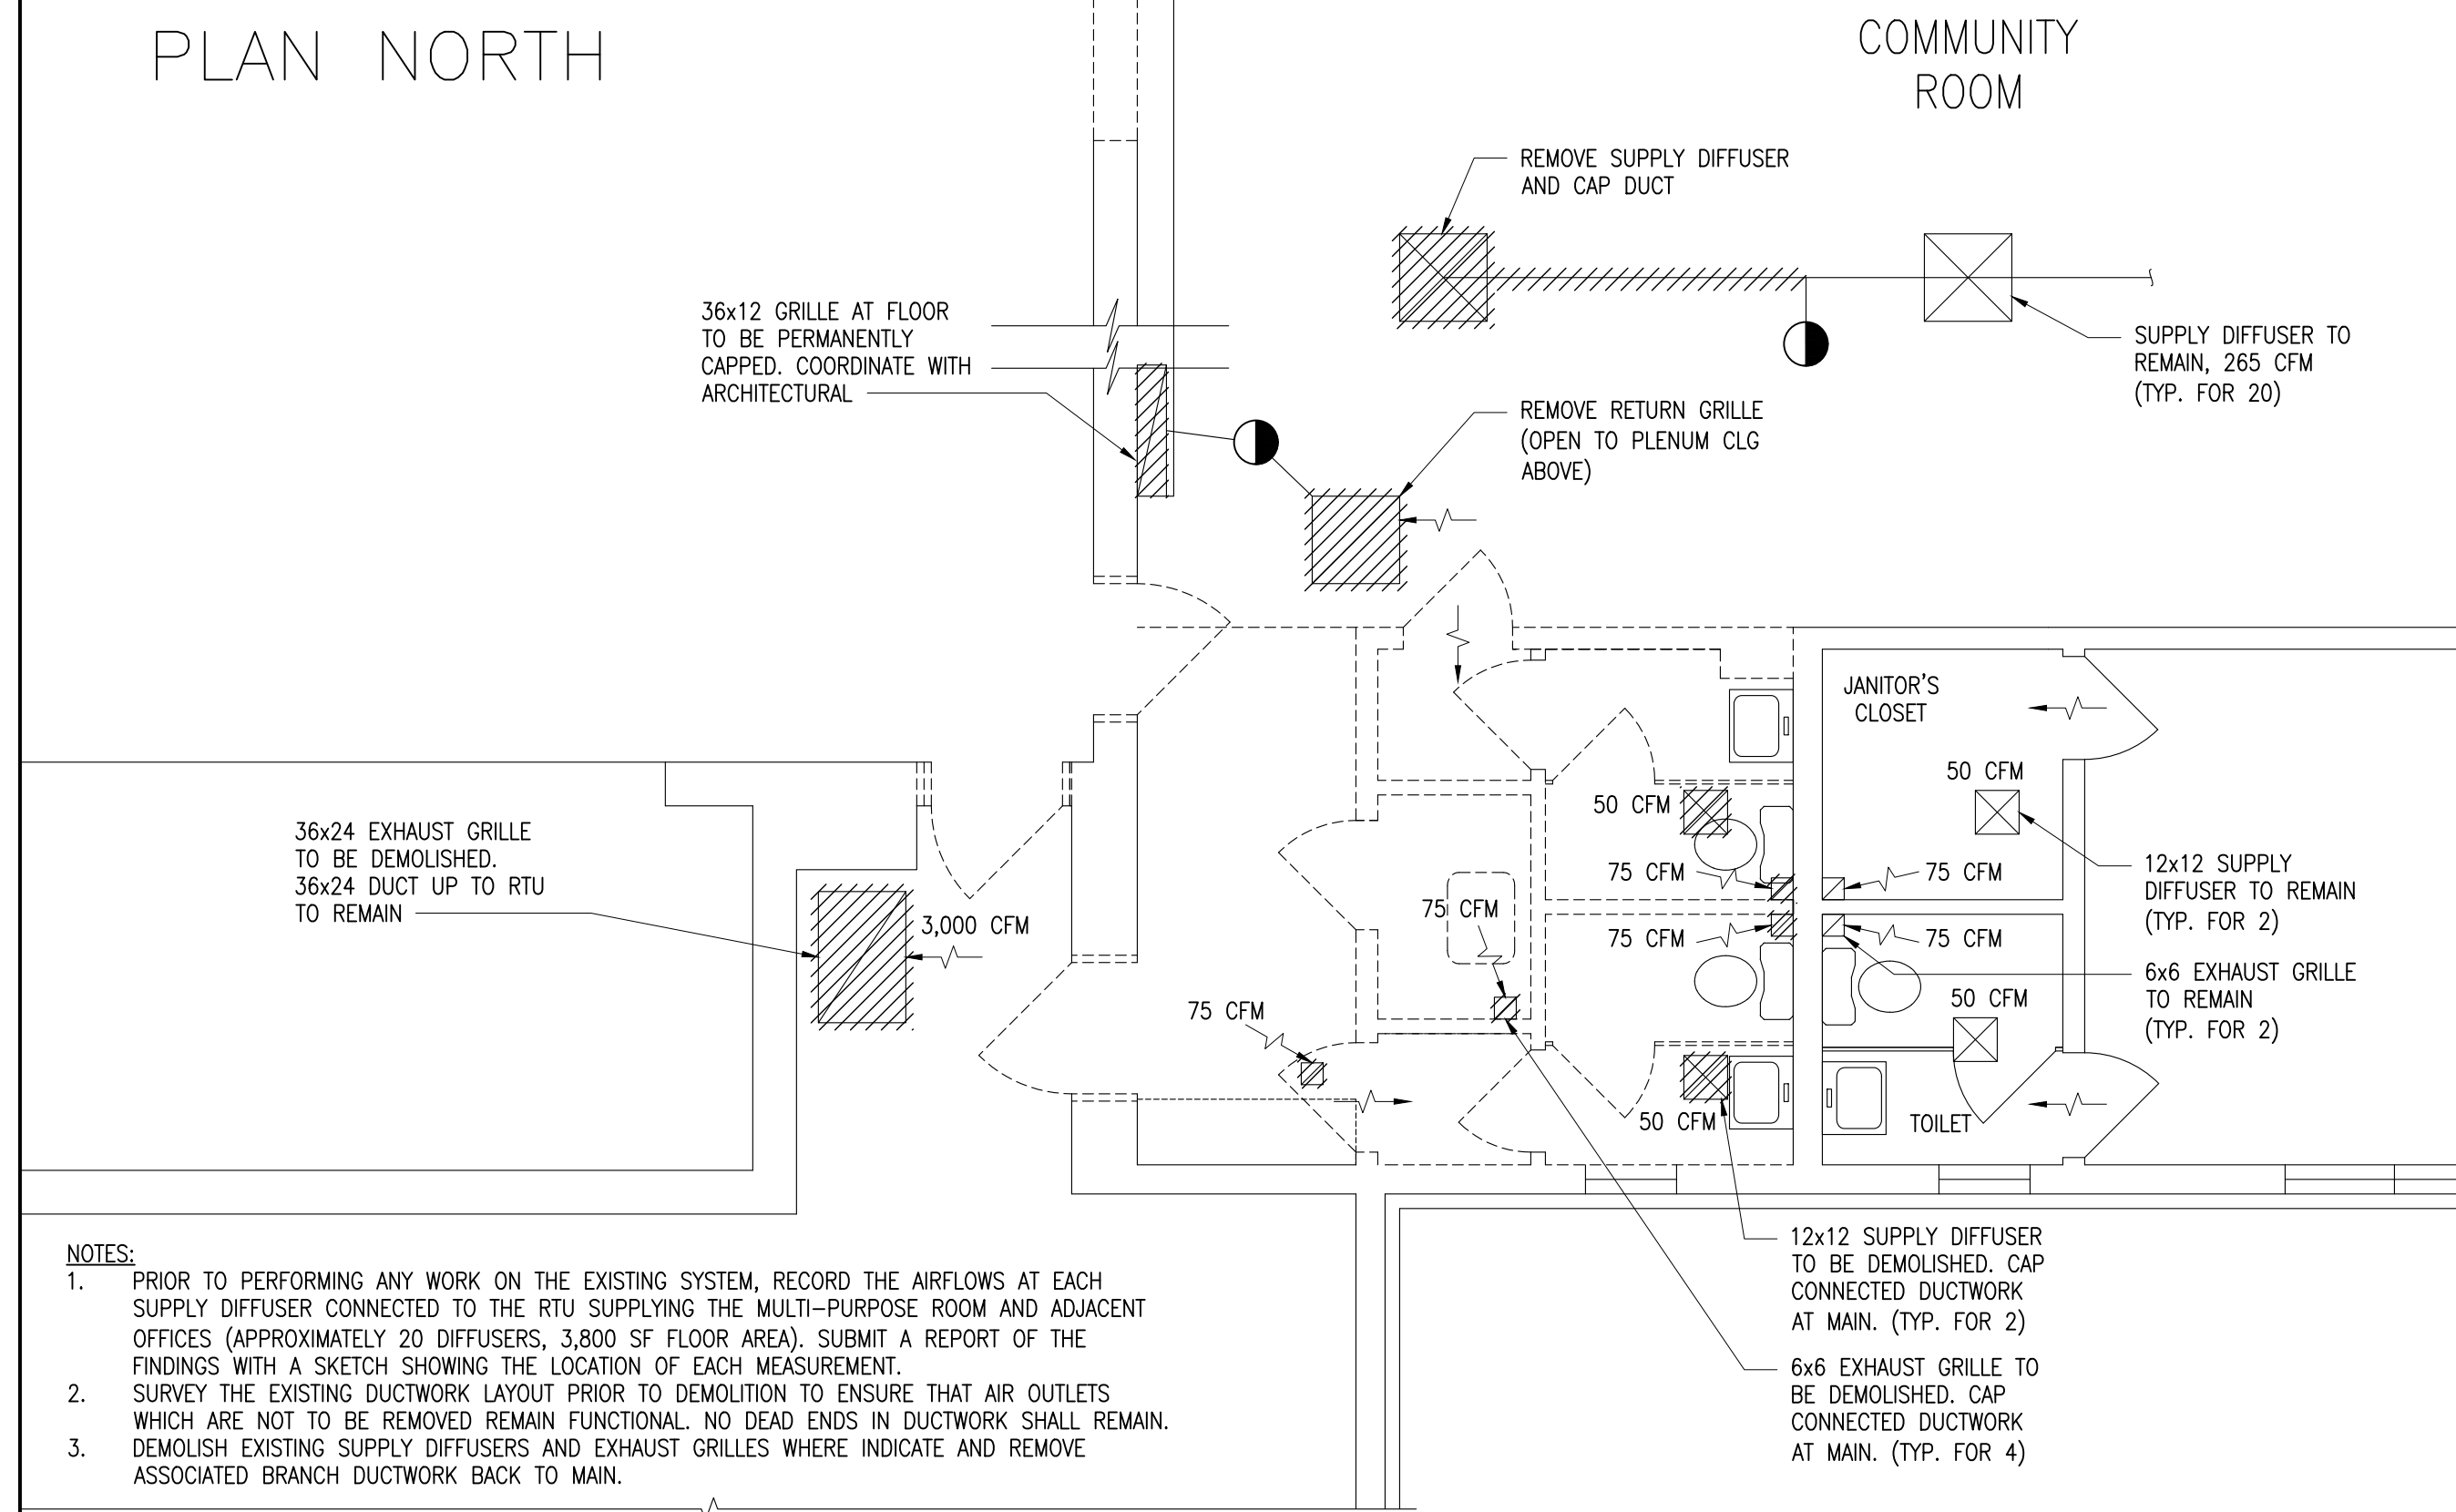 PLAN NORTH
COMMUNITY
ROOM
REMOVE SUPPLY DIFFUSER
AND CAP DUCT
36x12 GRILLE AT FLOOR
TO BE PERMANENTLY
CAPPED. COORDINATE WITH
ARCHITECTURAL
SUPPLY DIFFUSER TO
REMAIN, 265 CFM
(TYP. FOR 20)
REMOVE RETURN GRILLE
(OPEN TO PLENUM CLG
ABOVE)
JANITOR'S
CLOSET
50 CFM
50 CFM
36x24 EXHAUST GRILLE
TO BE DEMOLISHED.
36x24 DUCT UP TO RTU
TO REMAIN
3,000 CFM
75 CFM
75 CFM
12x12 SUPPLY
DIFFUSER TO REMAIN
(TYP. FOR 2)
75 CFM
75 CFM
75 CFM
6x6 EXHAUST GRILLE
TO REMAIN
(TYP. FOR 2)
50 CFM
75 CFM
50 CFM
TOILET
12x12 SUPPLY DIFFUSER
TO BE DEMOLISHED. CAP
CONNECTED DUCTWORK
AT MAIN. (TYP. FOR 2)
6x6 EXHAUST GRILLE TO
BE DEMOLISHED. CAP
CONNECTED DUCTWORK
AT MAIN. (TYP. FOR 4)
NOTES:
1. PRIOR TO PERFORMING ANY WORK ON THE EXISTING SYSTEM, RECORD THE AIRFLOWS AT EACH
SUPPLY DIFFUSER CONNECTED TO THE RTU SUPPLYING THE MULTI-PURPOSE ROOM AND ADJACENT
OFFICES (APPROXIMATELY 20 DIFFUSERS, 3,800 SF FLOOR AREA). SUBMIT A REPORT OF THE
FINDINGS WITH A SKETCH SHOWING THE LOCATION OF EACH MEASUREMENT.
2. SURVEY THE EXISTING DUCTWORK LAYOUT PRIOR TO DEMOLITION TO ENSURE THAT AIR OUTLETS
WHICH ARE NOT TO BE REMOVED REMAIN FUNCTIONAL. NO DEAD ENDS IN DUCTWORK SHALL REMAIN.
3. DEMOLISH EXISTING SUPPLY DIFFUSERS AND EXHAUST GRILLES WHERE INDICATE AND REMOVE
ASSOCIATED BRANCH DUCTWORK BACK TO MAIN.